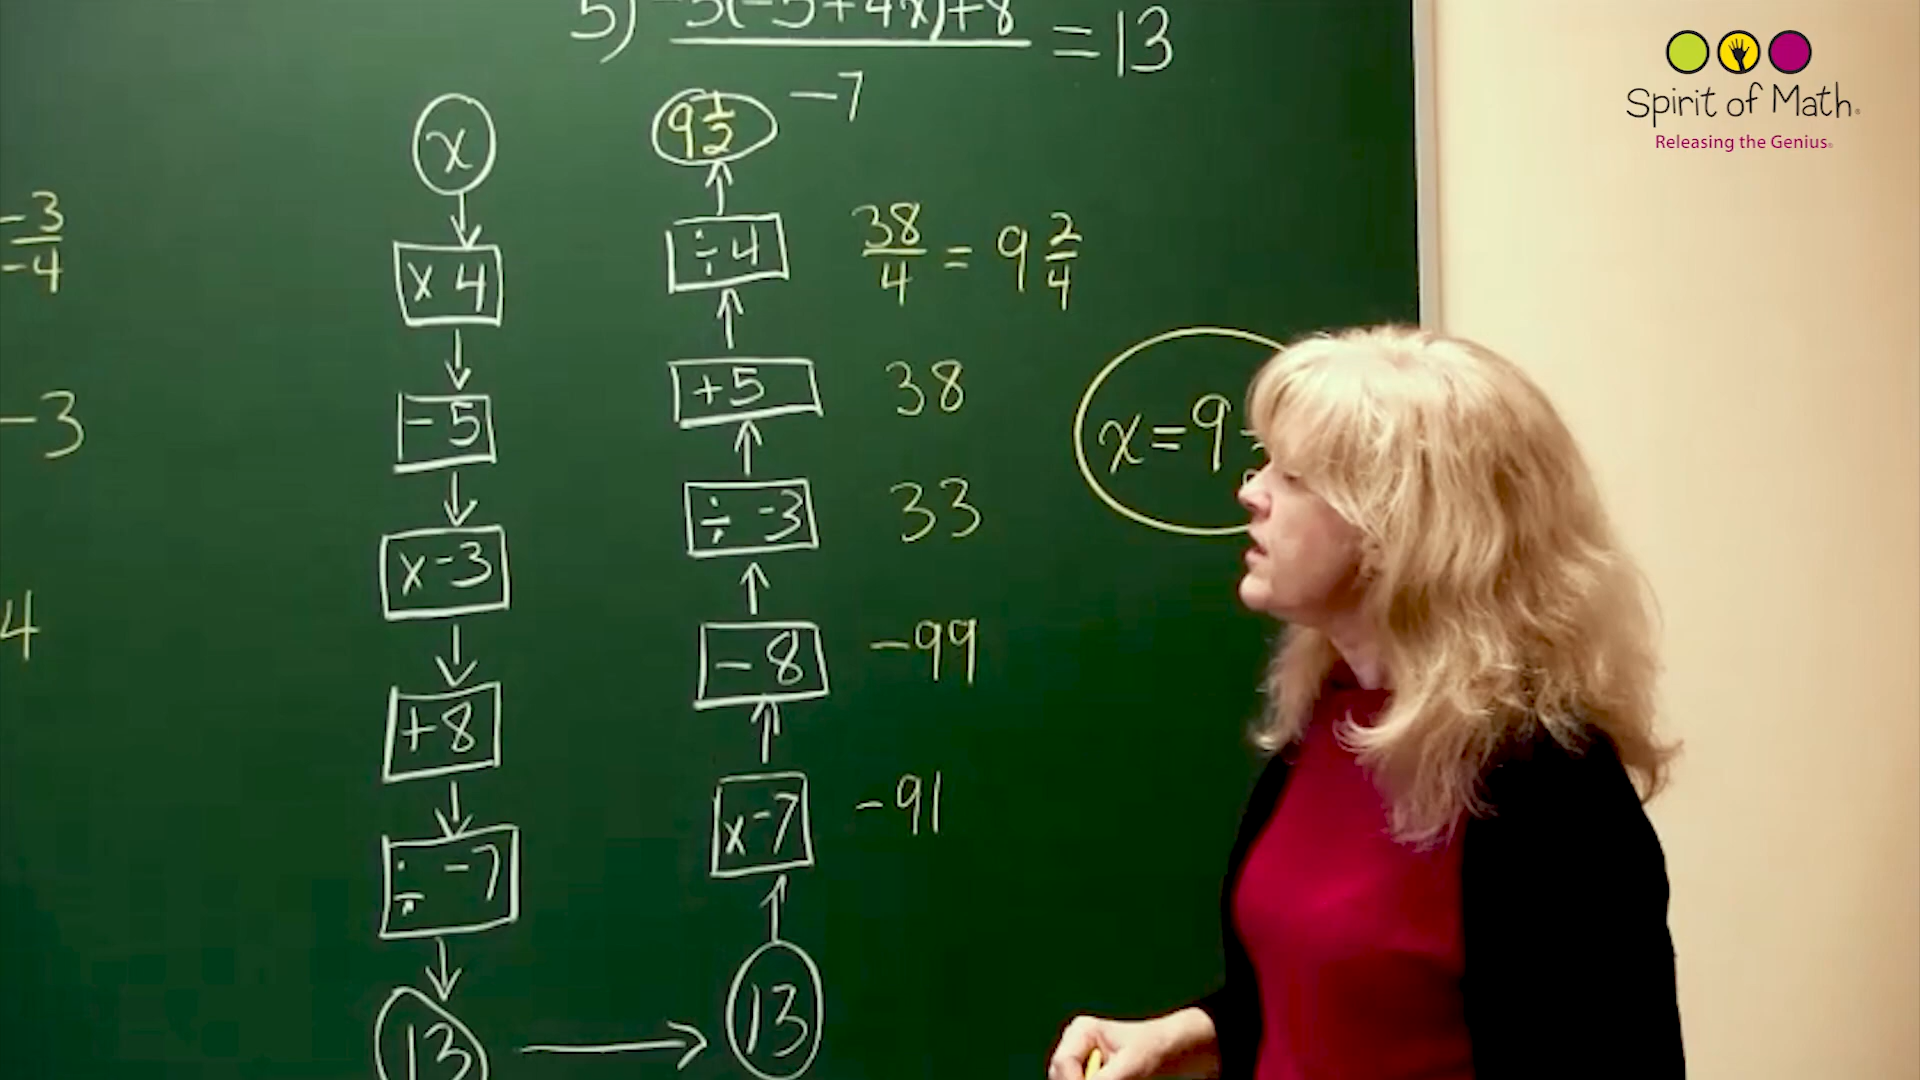 5) -3(-5+4x)+8 = 13
-7
Spirit of Math
Releasing the Genius
-3
-4
-3
4
x
x 4
- 5
x -3
+8
÷ -7
13
9 1/2
÷4
38/4 = 9 2/4
+5
38
÷ -3
33
- 8
-99
x -7
-91
13
x=9